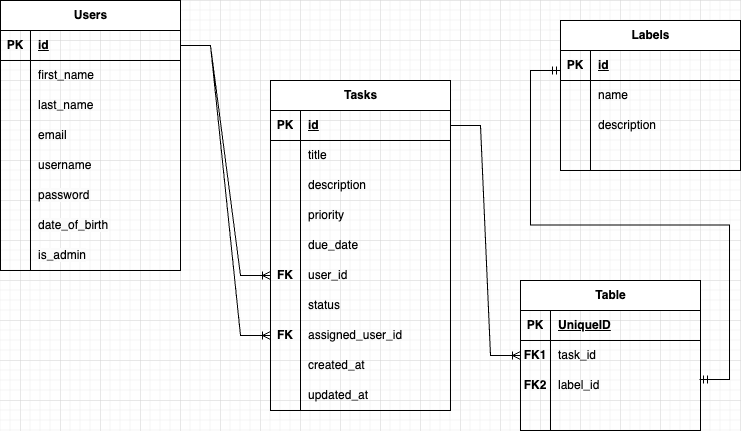 Users
PK id
first_name
last_name
email
username
password
date_of_birth
is_admin
Tasks
PK id
title
description
priority
due_date
FK user_id
status
FK assigned_user_id
created_at
updated_at
Labels
PK id
name
description
Table
PK UniqueID
FK1 task_id
FK2 label_id